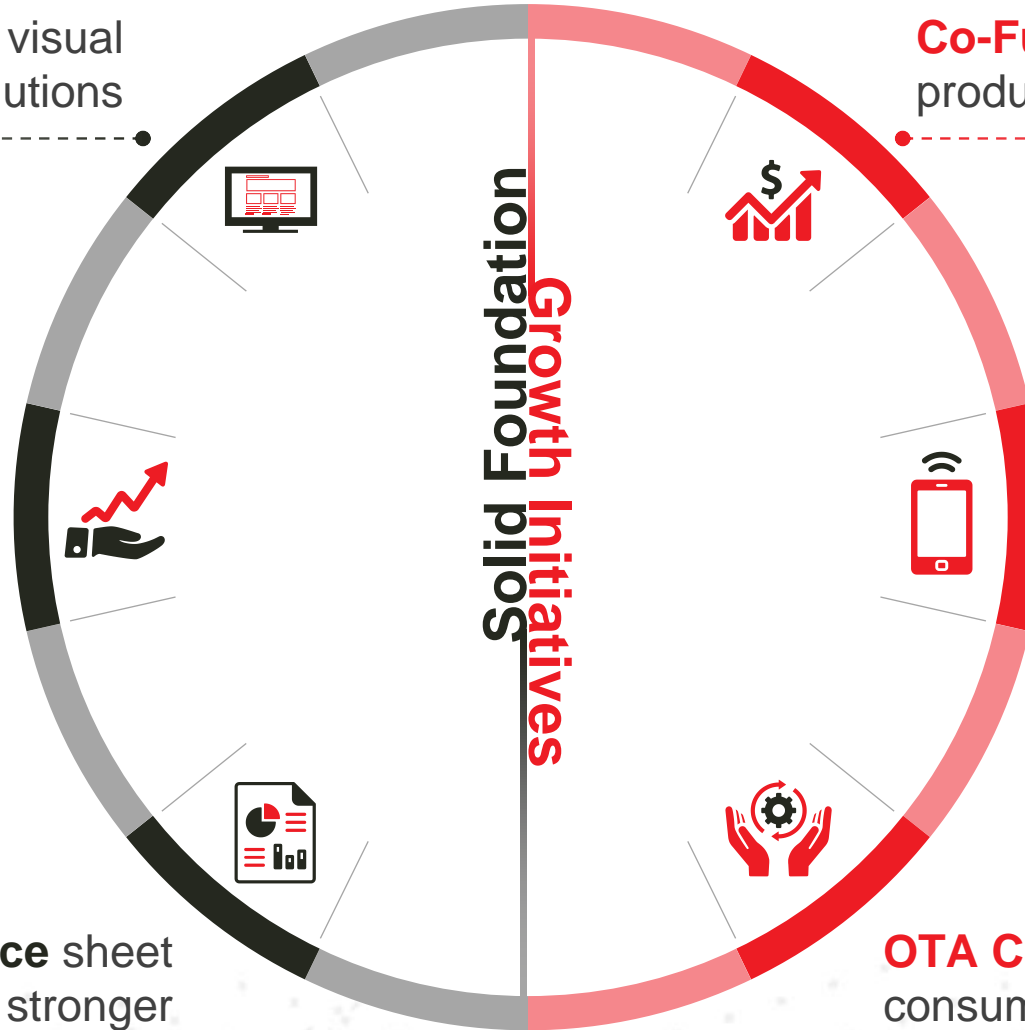 visual
utions
Co-Fu
produ
$
Solid Foundation
Growth Initiatives
ce sheet
stronger
OTA C
consum